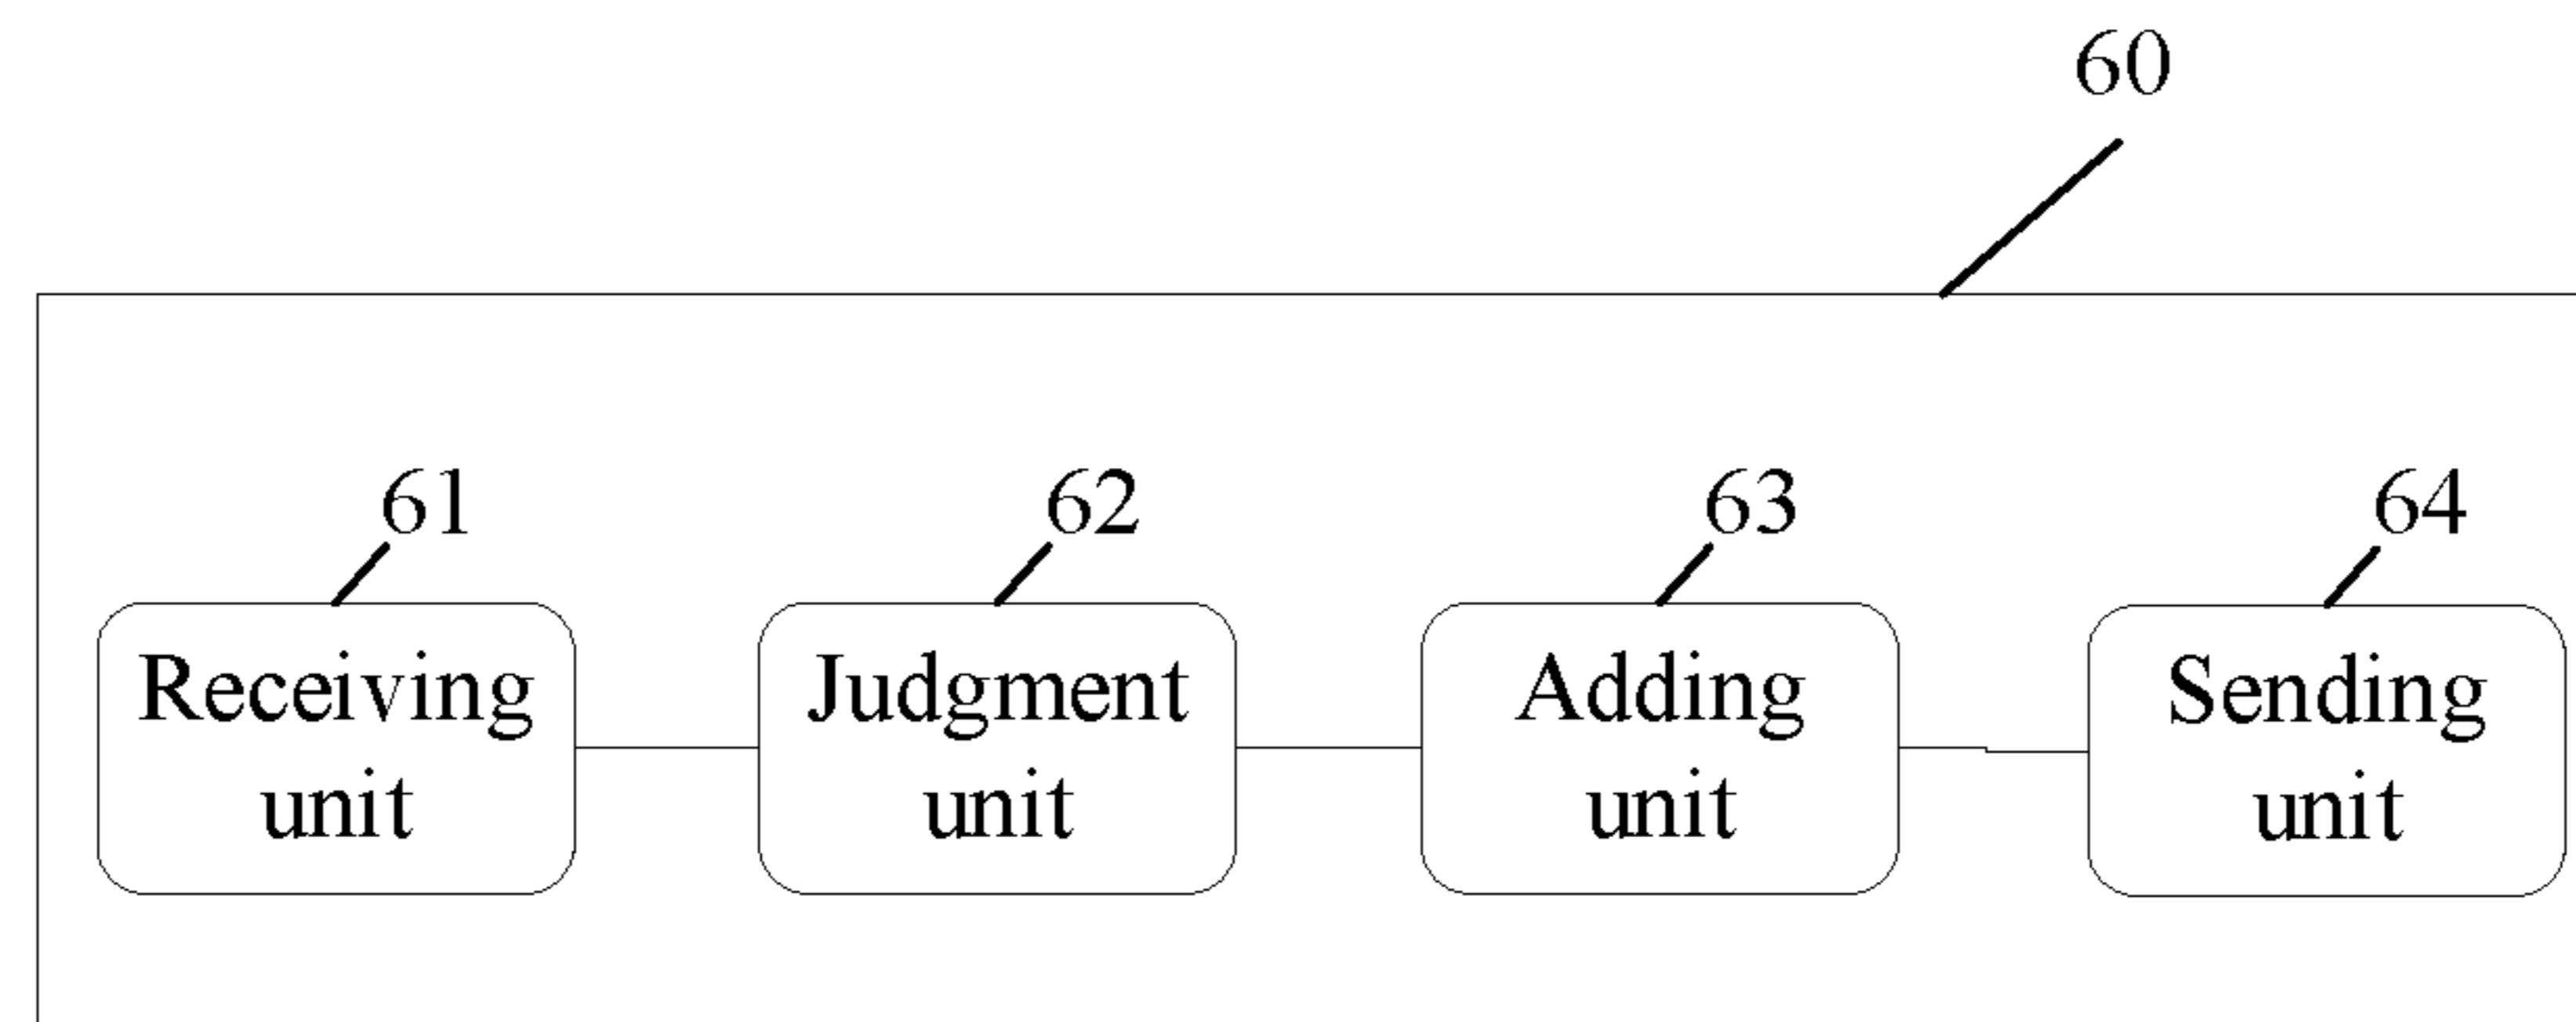 60
61
62
63
64
Receiving
unit
Judgment
unit
Adding
unit
Sending
unit